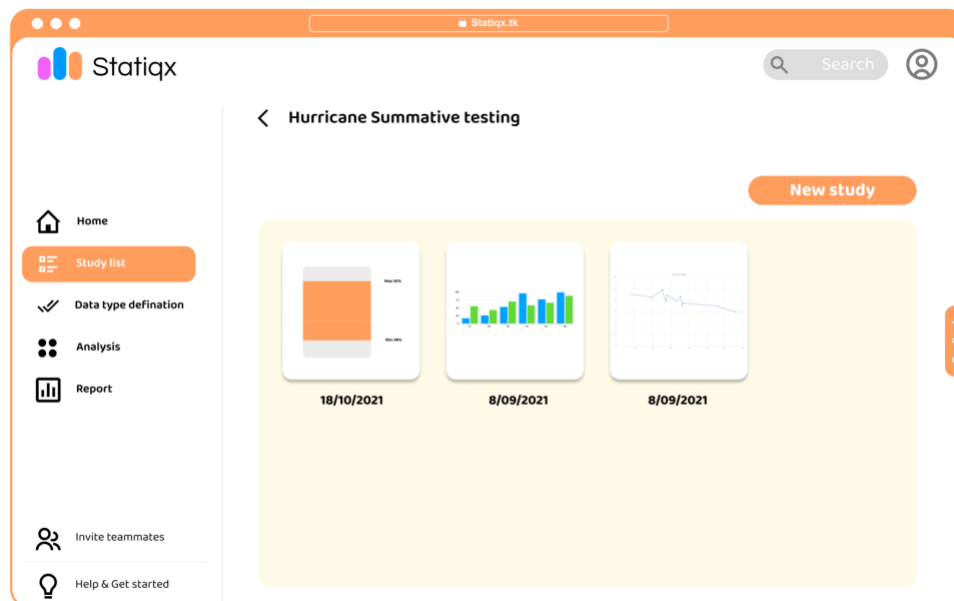 Statiqx.tk
Statiqx
Search
Hurricane Summative testing
New study
Home
Study list
Data type defination
Analysis
Report
Invite teammates
Help & Get started
18/10/2021
8/09/2021
8/09/2021